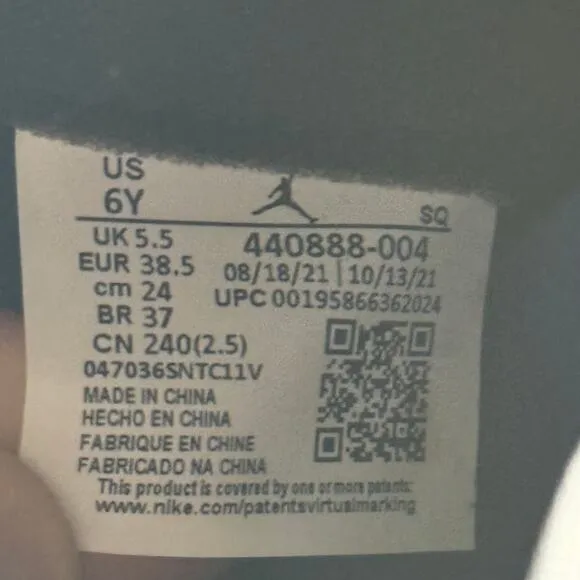 US
6Y
SQ
UK 5.5
440888-004
EUR 38.5
08/18/21 | 10/13/21
cm 24
UPC 00195866362024
BR 37
CN 240(2.5)
047036SNTC11V
MADE IN CHINA
HECHO EN CHINA
FABRIQUE EN CHINE
FABRICADO NA CHINA
This product is covered by one or more patents:
www.nike.com/patentsvirtualmarking